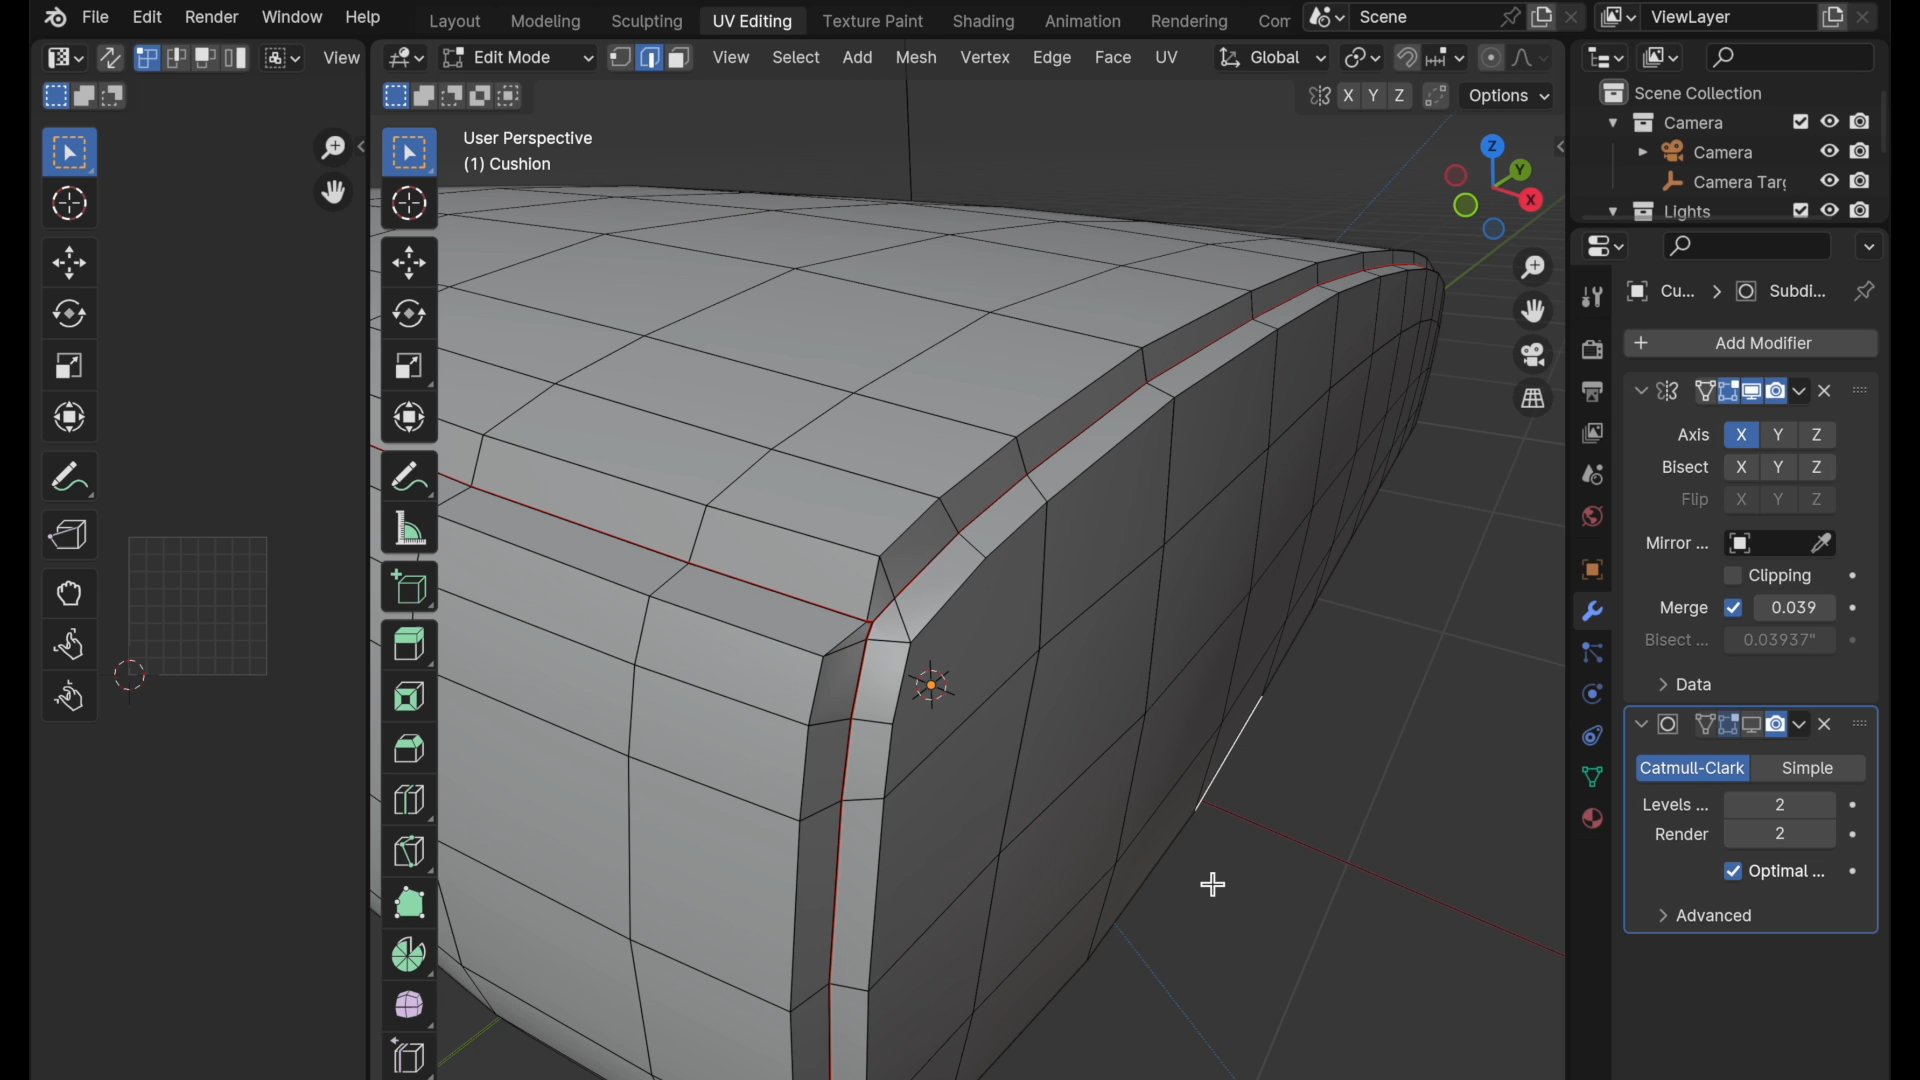 File Edit Render Window Help
Layout Modeling Sculpting UV Editing Texture Paint Shading Animation Rendering Com
Scene
ViewLayer
View
Edit Mode
View Select Add Mesh Vertex Edge Face UV
Global
X Y Z
Options
User Perspective
(1) Cushion
Z
Y
X
Scene Collection
Camera
Camera
Camera Targ
Lights
Cu... Subdi...
Add Modifier
Axis X Y Z
Bisect X Y Z
Flip X Y Z
Mirror ...
Clipping
Merge 0.039
Bisect ... 0.03937"
Data
Catmull-Clark Simple
Levels ... 2
Render 2
Optimal ...
Advanced